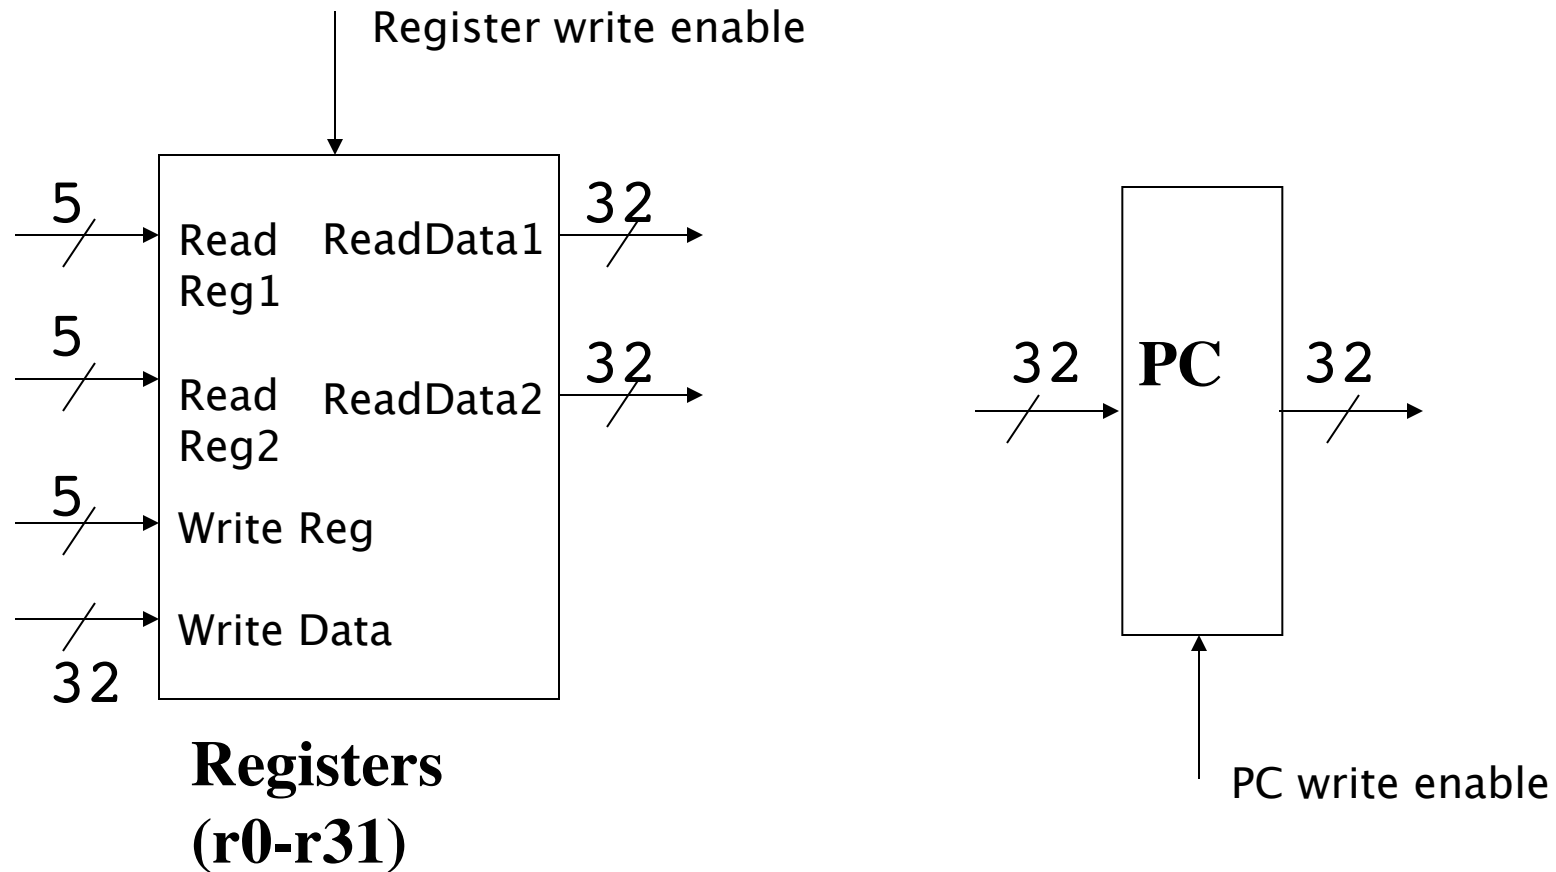 Register write enable
5
32
Read
Reg1
ReadData1
5
32
Read
Reg2
ReadData2
5
Write Reg
Write Data
32
Registers
(r0-r31)
32
PC
32
PC write enable